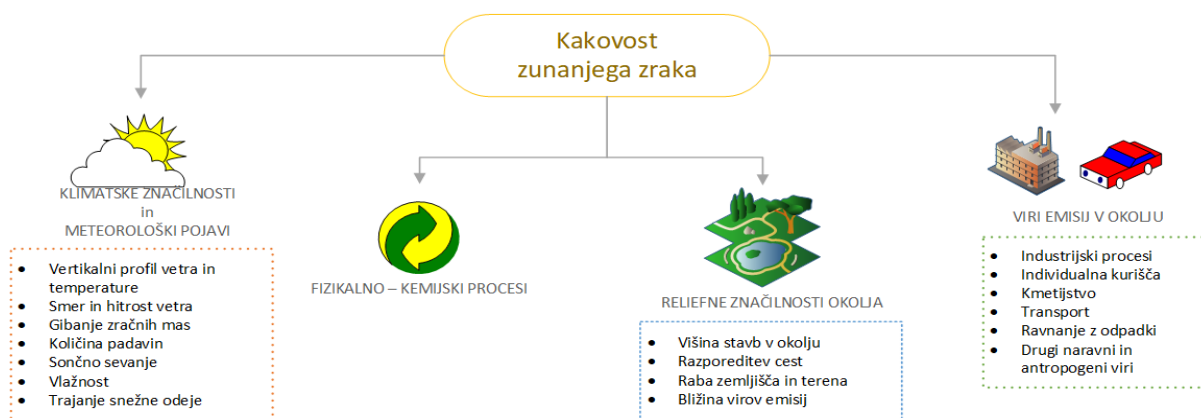 Kakovost
zunanjega zraka
KLIMATSKE ZNAČILNOSTI
in
METEOROLOŠKI POJAVI
• Vertikalni profil vetra in
temperature
• Smer in hitrost vetra
• Gibanje zračnih mas
• Količina padavin
• Sončno sevanje
• Vlažnost
• Trajanje snežne odeje
FIZIKALNO – KEMIJSKI PROCESI
RELIEFNE ZNAČILNOSTI OKOLJA
• Višina stavb v okolju
• Razporeditev cest
• Raba zemljišča in terena
• Bližina virov emisij
VIRI EMISIJ V OKOLJU
• Industrijski procesi
• Individualna kurišča
• Kmetijstvo
• Transport
• Ravnanje z odpadki
• Drugi naravni in
antropogeni viri